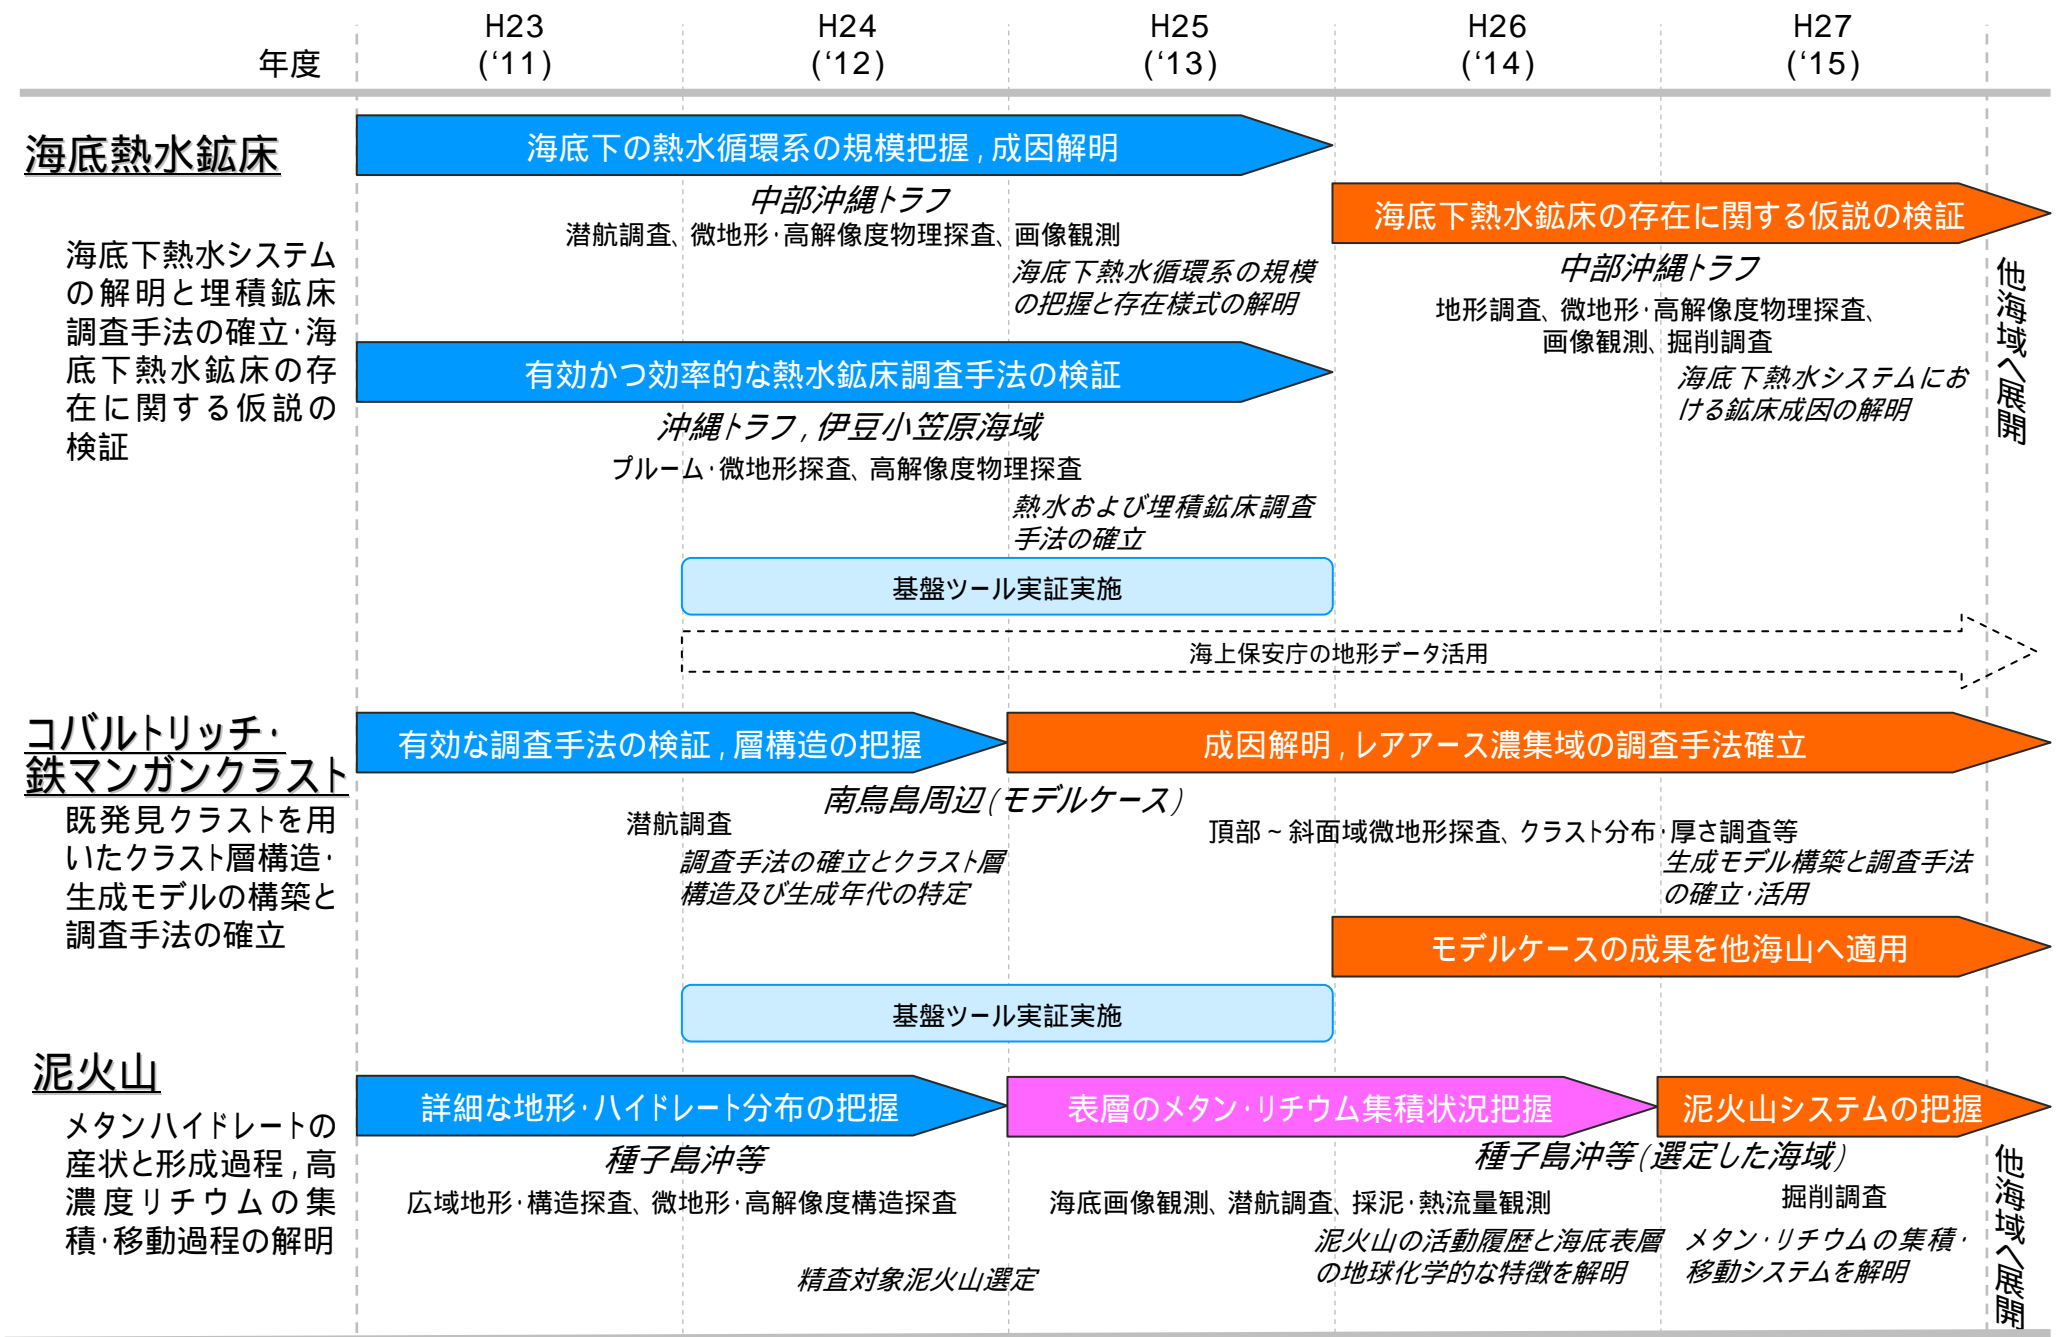 年度
H23
('11)
H24
('12)
H25
('13)
H26
('14)
H27
('15)
海底熱水鉱床
海底下熱水システム
の解明と埋積鉱床
調査手法の確立・海
底下熱水鉱床の存
在に関する仮説の
検証
海底下の熱水循環系の規模把握，成因解明
中部沖縄トラフ
潜航調査、微地形・高解像度物理探査、画像観測
海底下熱水循環系の規模
の把握と存在様式の解明
海底下熱水鉱床の存在に関する仮説の検証
中部沖縄トラフ
地形調査、微地形・高解像度物理探査、
画像観測、掘削調査
海底下熱水システムにお
ける鉱床成因の解明
他海域へ展開
有効かつ効率的な熱水鉱床調査手法の検証
沖縄トラフ，伊豆小笠原海域
プルーム・微地形探査、高解像度物理探査
熱水および埋積鉱床調査
手法の確立
基盤ツール実証実施
海上保安庁の地形データ活用
コバルトリッチ・
鉄マンガンクラスト
既発見クラストを用
いたクラスト層構造・
生成モデルの構築と
調査手法の確立
有効な調査手法の検証，層構造の把握
成因解明，レアアース濃集域の調査手法確立
南鳥島周辺（モデルケース）
潜航調査
調査手法の確立とクラスト層
構造及び生成年代の特定
頂部～斜面域微地形探査、クラスト分布・厚さ調査等
生成モデル構築と調査手法
の確立・活用
モデルケースの成果を他海山へ適用
基盤ツール実証実施
泥火山
メタンハイドレートの
産状と形成過程，高
濃度リチウムの集
積・移動過程の解明
詳細な地形・ハイドレート分布の把握
種子島沖等
広域地形・構造探査、微地形・高解像度構造探査
精査対象泥火山選定
表層のメタン・リチウム集積状況把握
種子島沖等（選定した海域）
海底画像観測、潜航調査、採泥・熱流量観測
泥火山の活動履歴と海底表層
の地球化学的な特徴を解明
泥火山システムの把握
掘削調査
メタン・リチウムの集積・
移動システムを解明
他海域へ展開